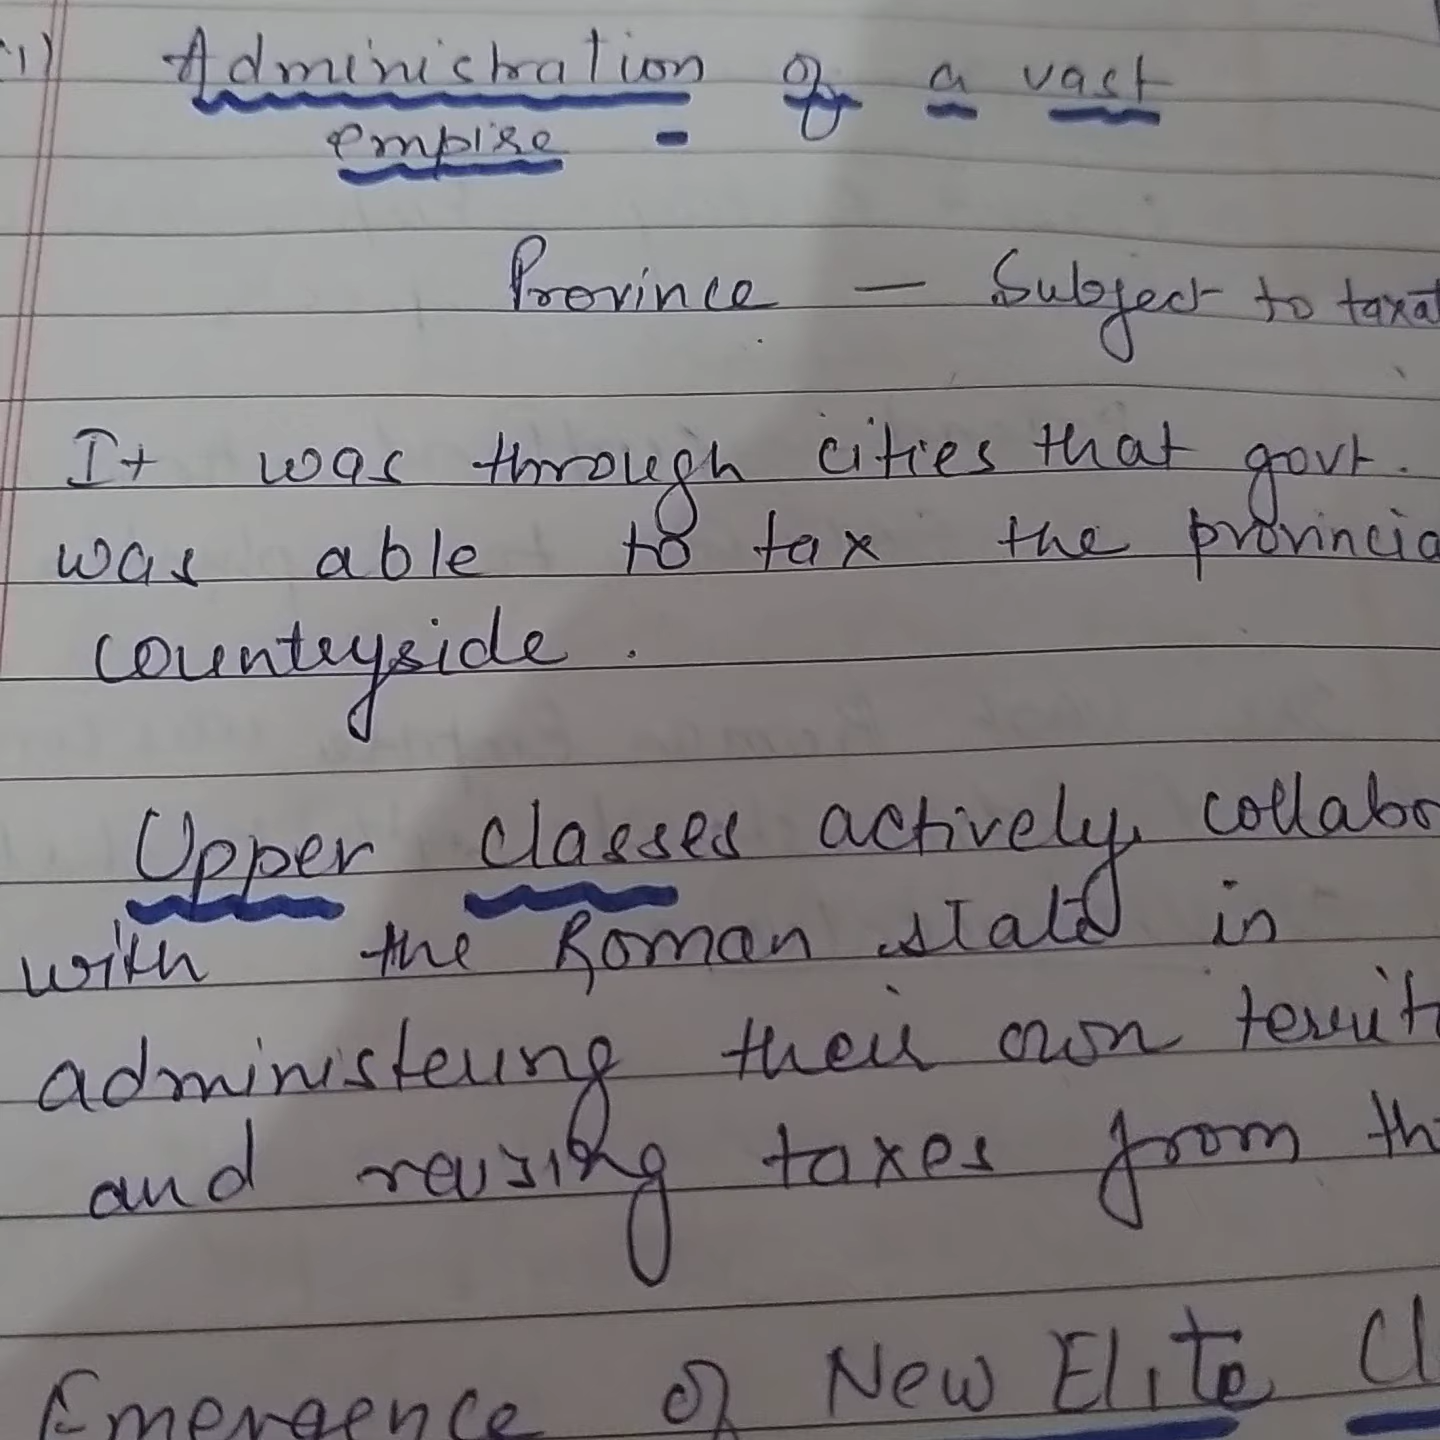 1) Administration of a vast
empire -
Province — Subject to taxat
It was through cities that govt.
was able to tax the provincia
countryside.
Upper classes actively collabo
with the Roman state in
administering their own territ
and raising taxes from th
Emergence of New Elite Cl